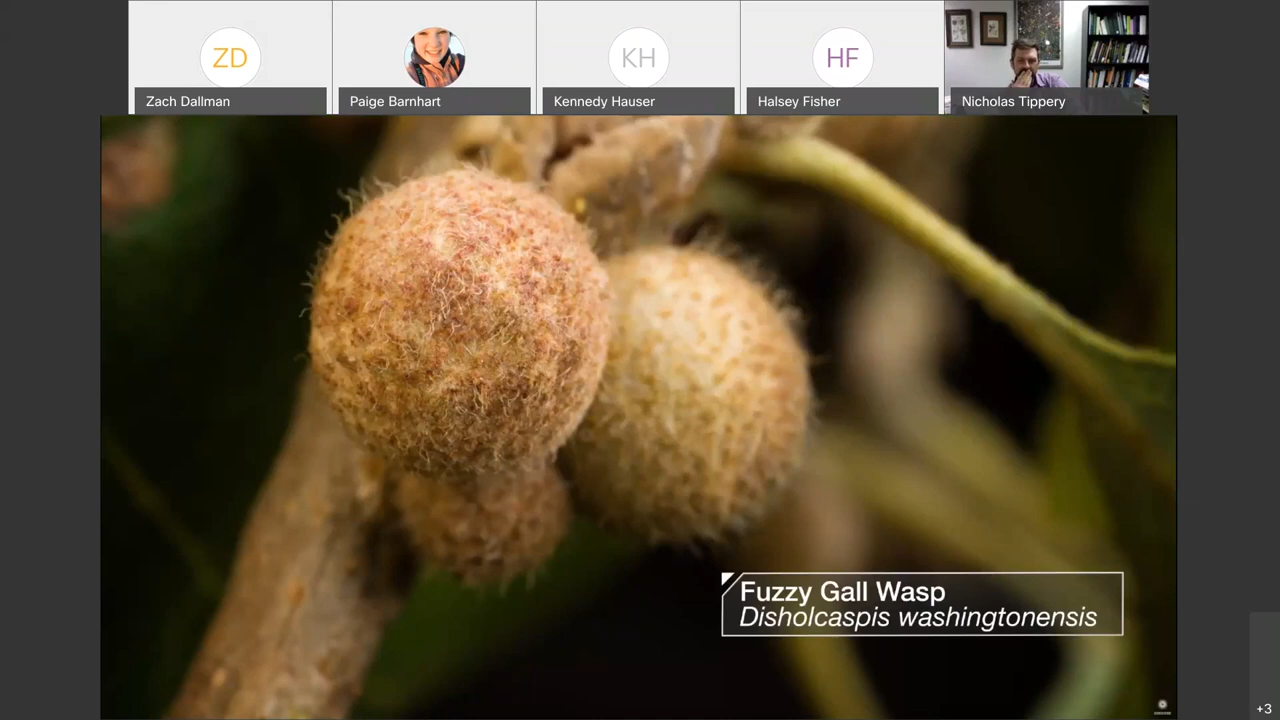 ZD
KH
HF
Zach Dallman
Paige Barnhart
Kennedy Hauser
Halsey Fisher
Nicholas Tippery
Fuzzy Gall Wasp
Disholcaspis washingtonensis
+3